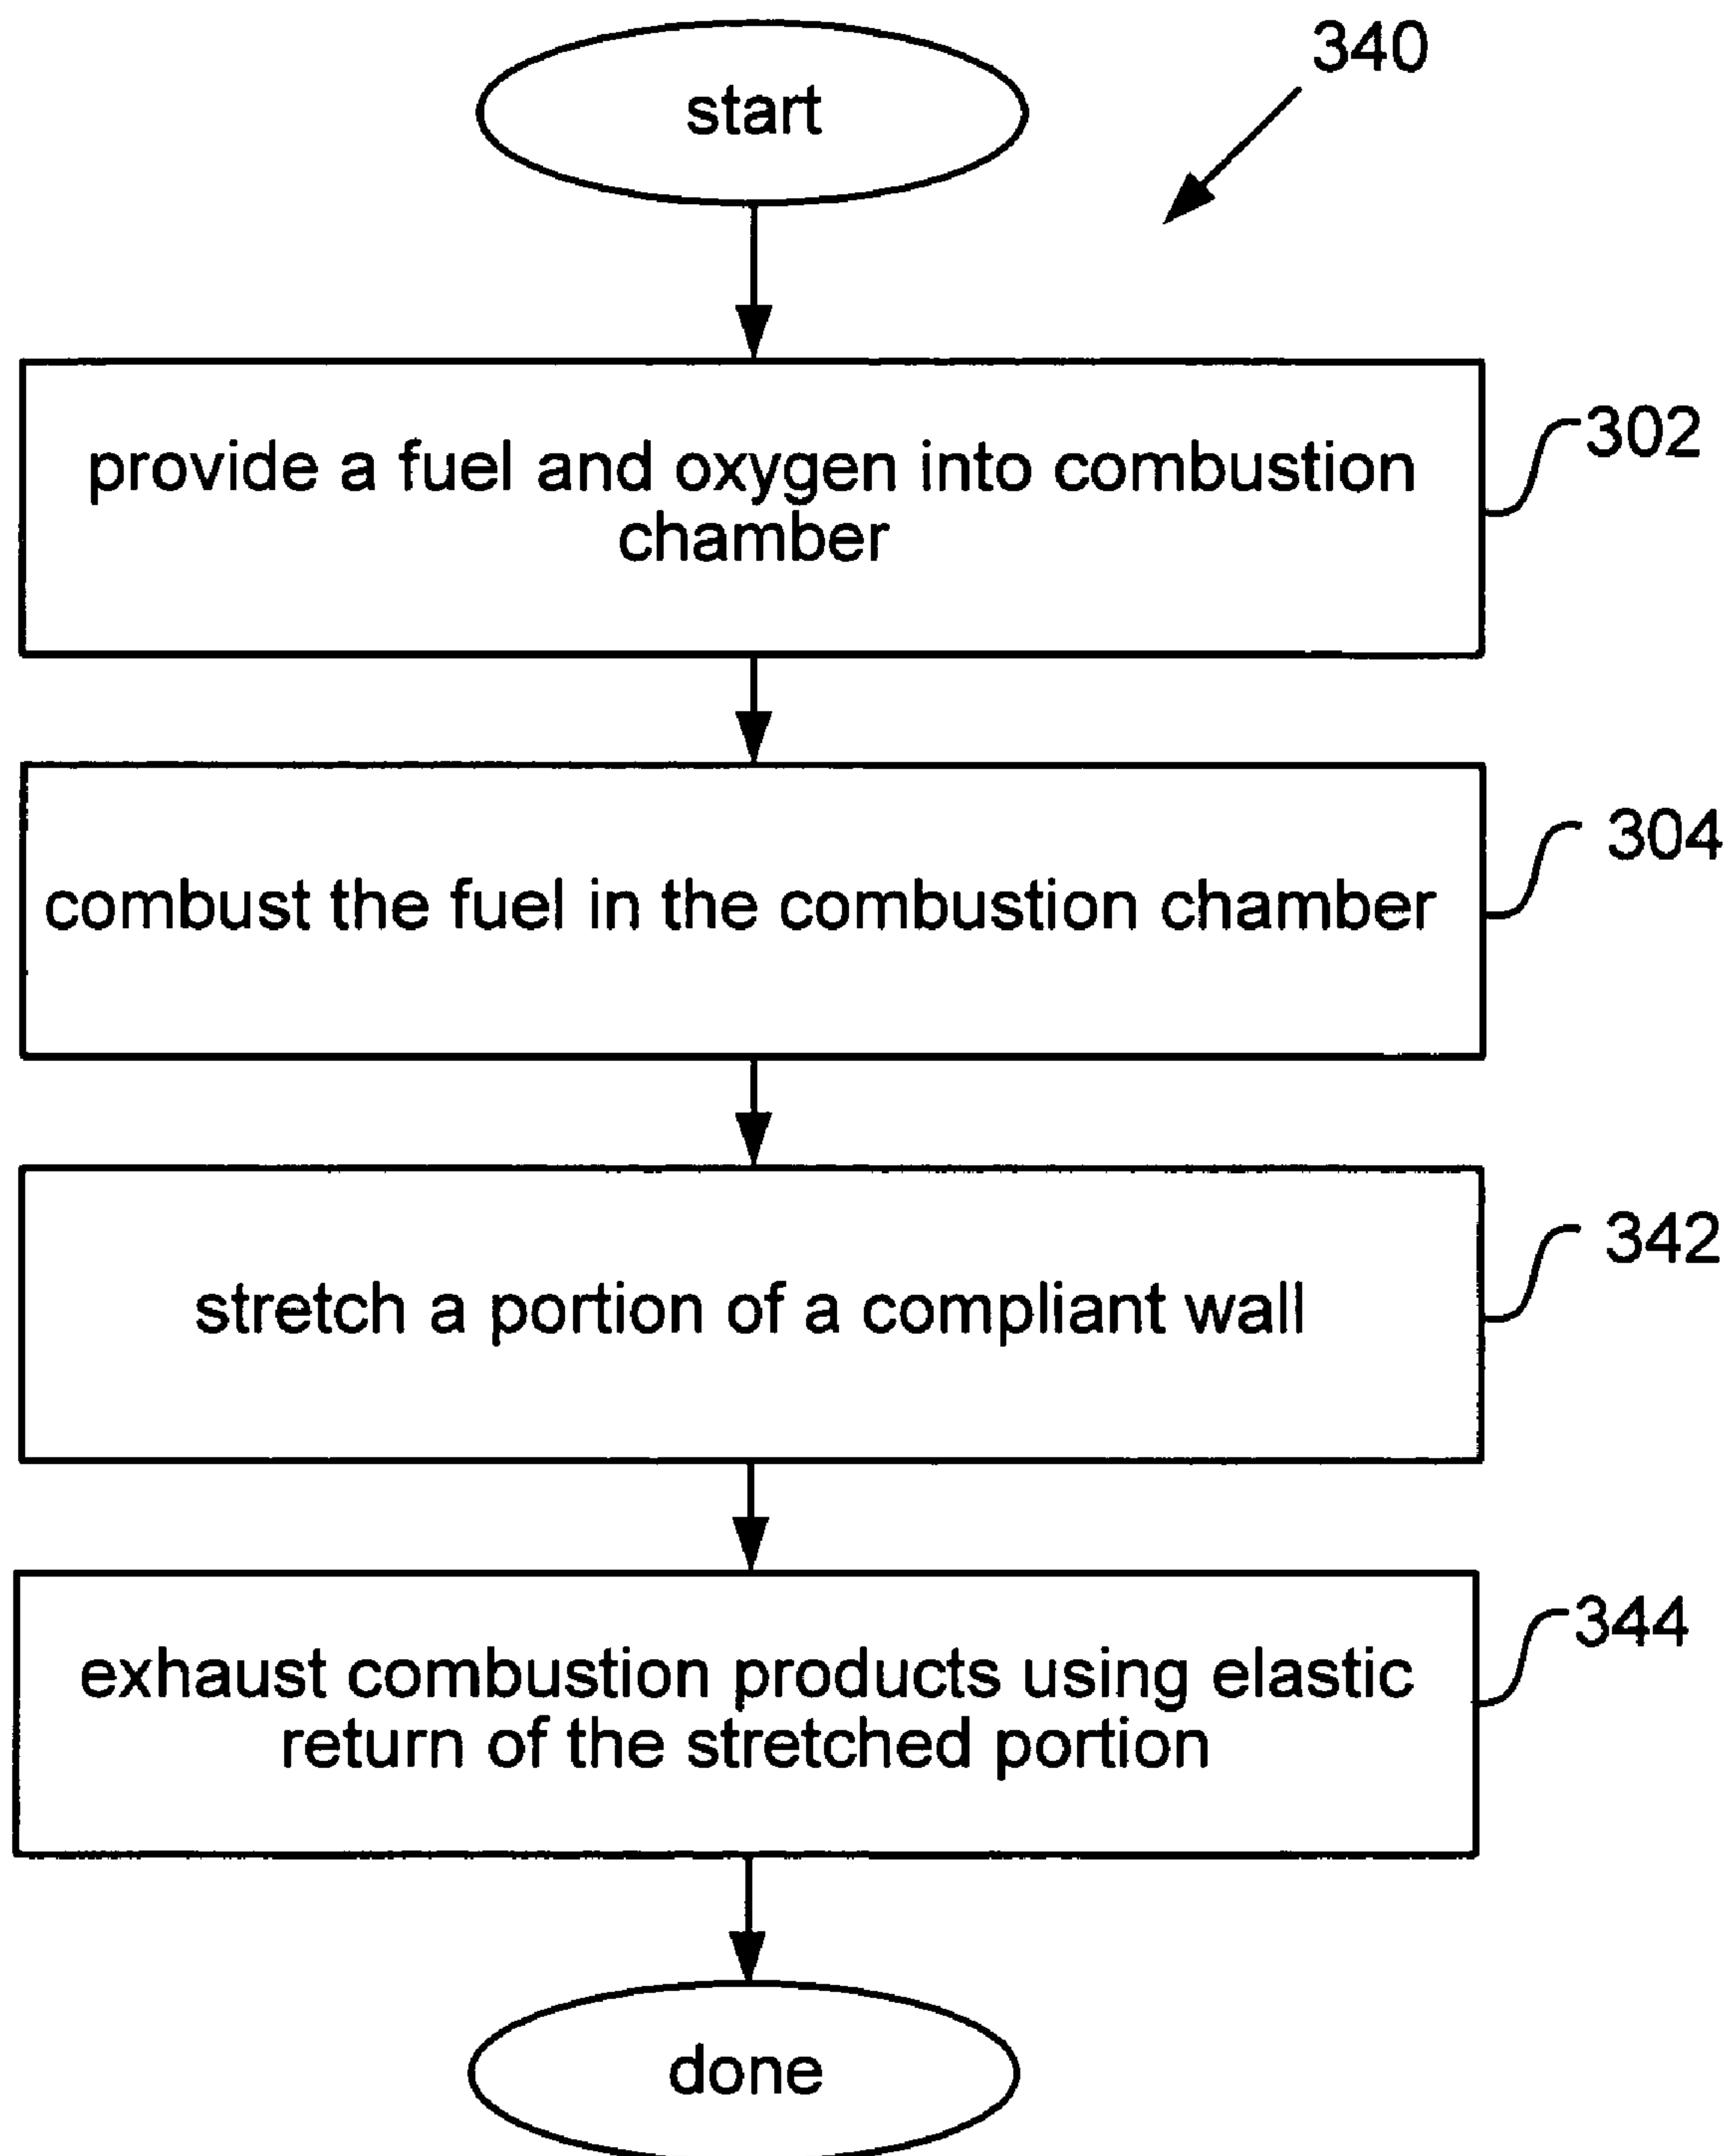 start
340
provide a fuel and oxygen into combustion
chamber
302
combust the fuel in the combustion chamber
304
stretch a portion of a compliant wall
342
exhaust combustion products using elastic
return of the stretched portion
344
done